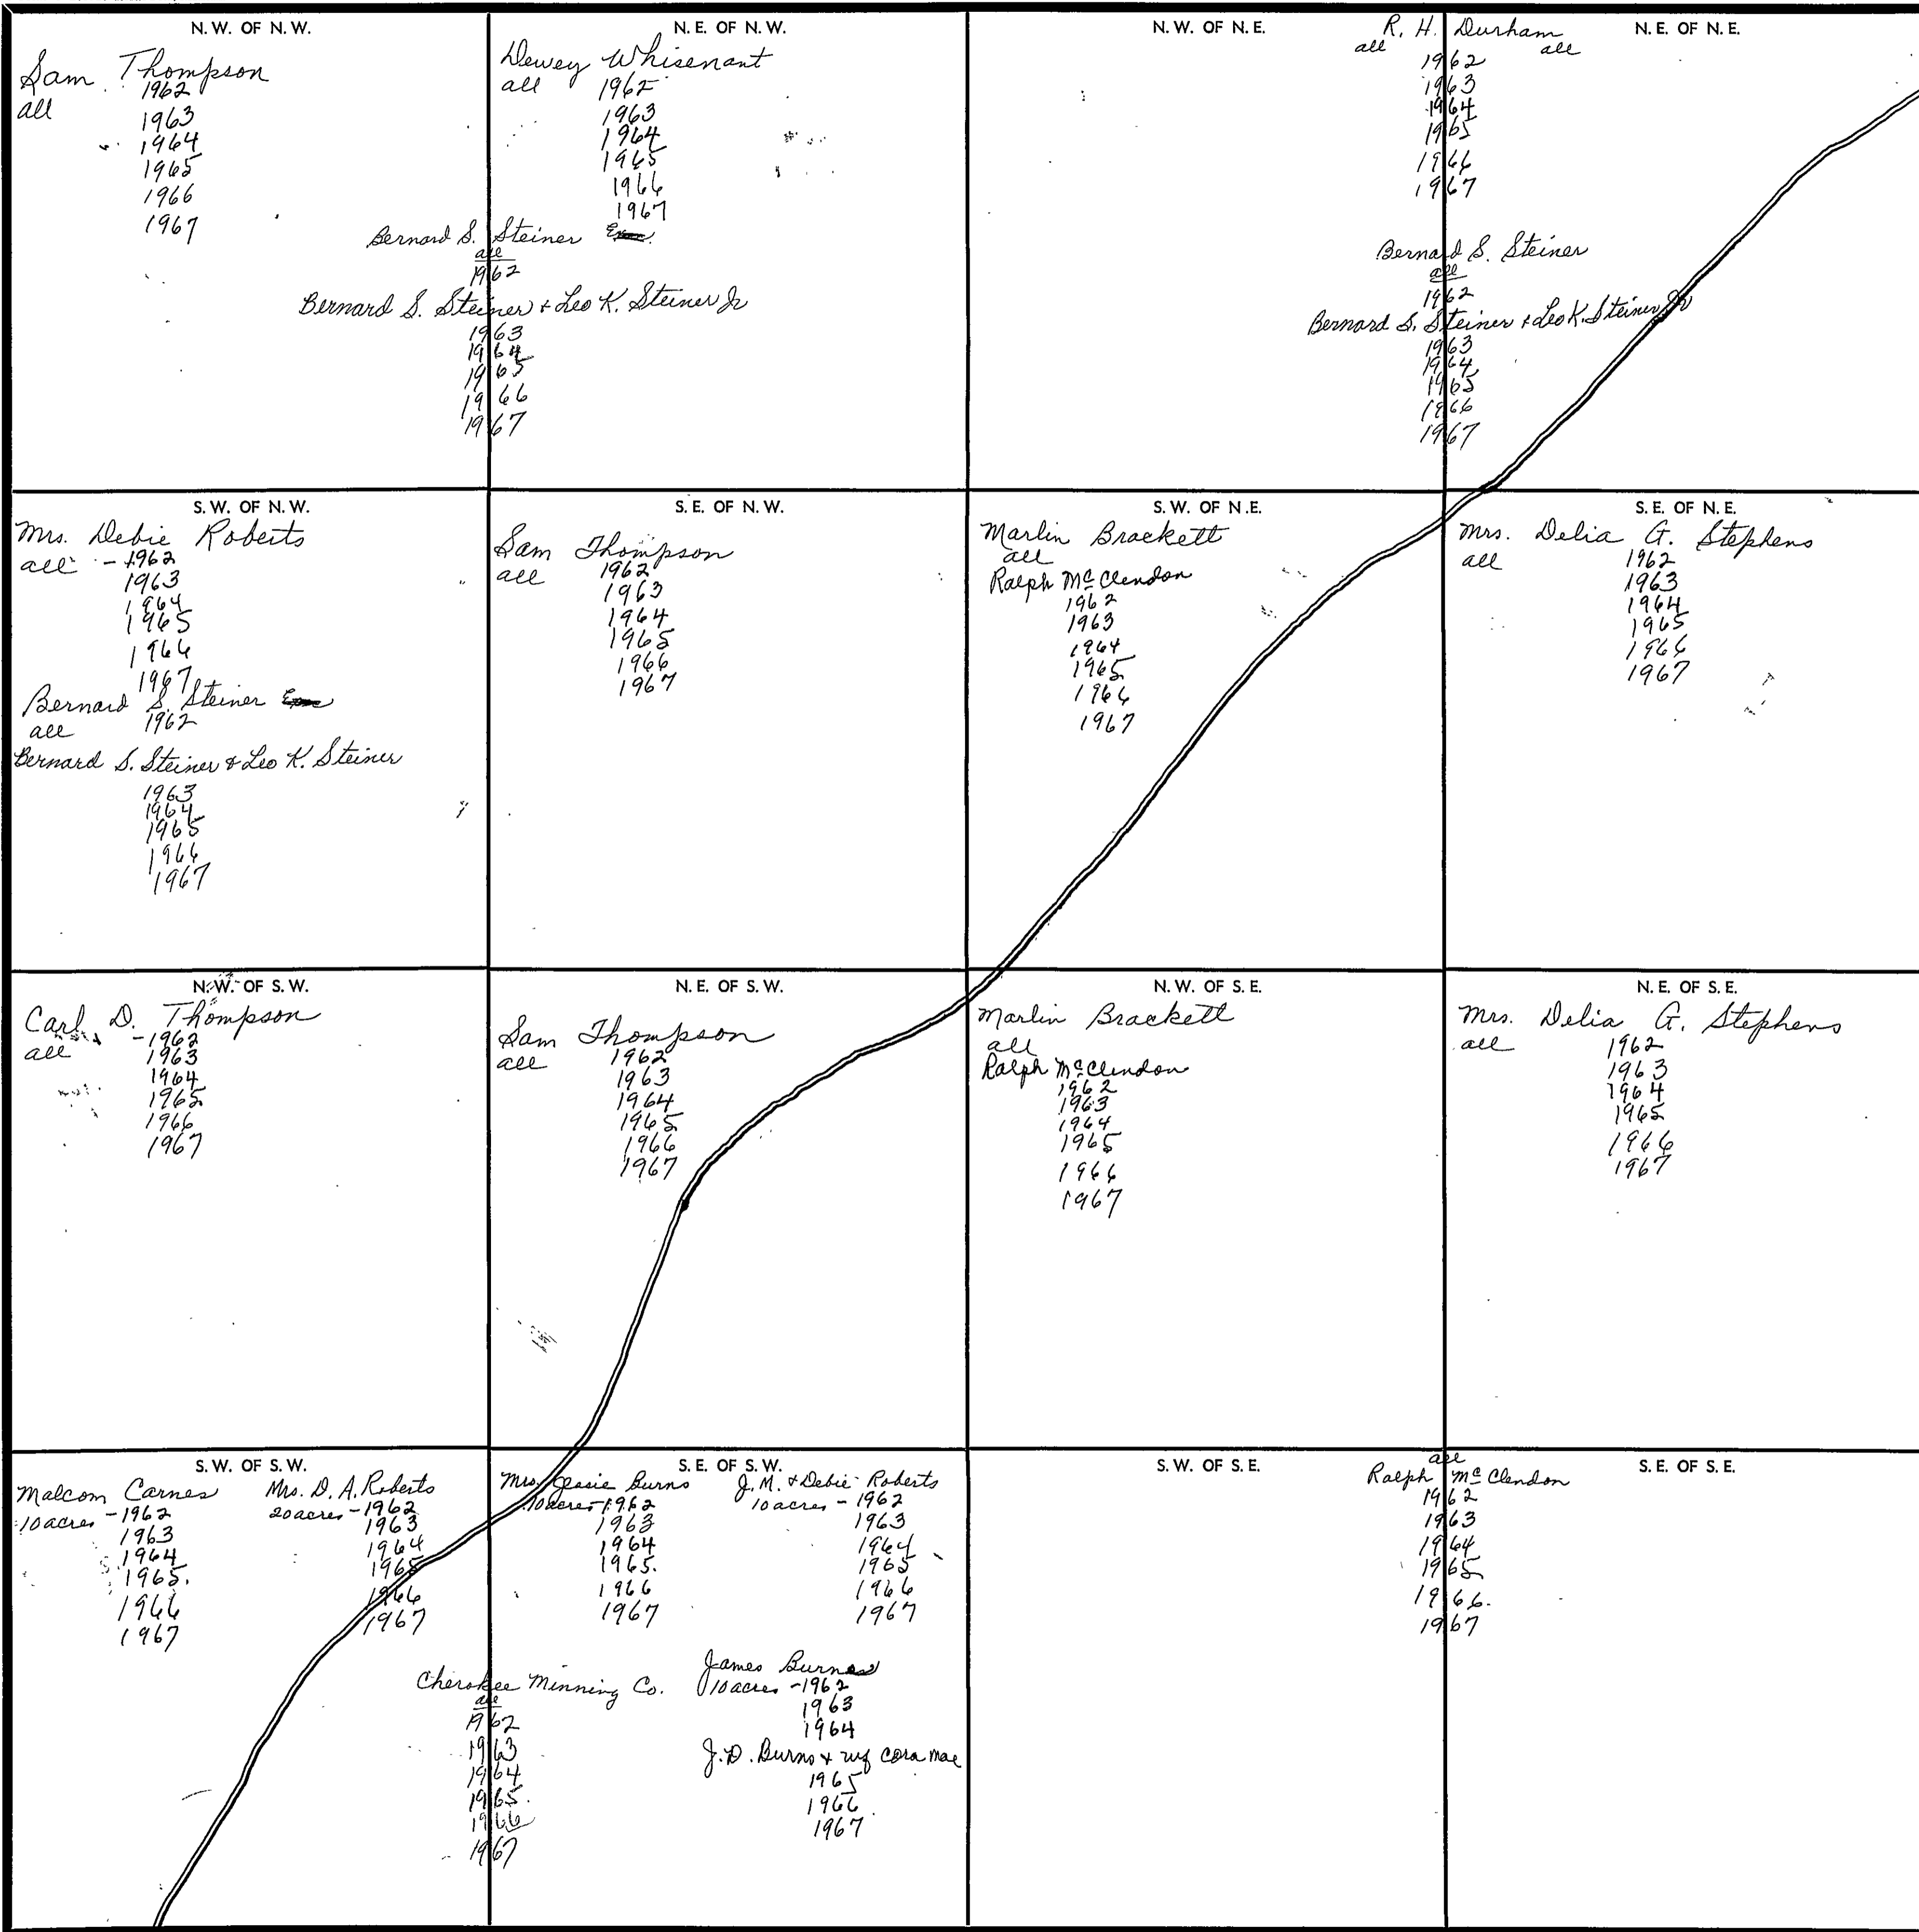 N.W. OF N.W.
Sam Thompson
all 1962
1963
1964
1965
1966
1967
N.E. OF N.W.
Dewey Whisenant
all 1962
1963
1964
1965
1966
1967
Bernard S. Steiner
all
1962
Bernard S. Steiner + Leo K. Steiner Jr
1963
1964
1965
1966
1967
N.W. OF N.E.
N.E. OF N.E.
R. H. Durham
all all
1962
1963
1964
1965
1966
1967
Bernard S. Steiner
all
1962
Bernard S. Steiner + Leo K. Steiner Jr
1963
1964
1965
1966
1967
S.W. OF N.W.
Mrs. Debie Roberts
all - 1962
1963
1964
1965
1966
1967
Bernard S. Steiner
all 1962
Bernard S. Steiner & Leo K. Steiner
1963
1964
1965
1966
1967
S.E. OF N.W.
Sam Thompson
all 1962
1963
1964
1965
1966
1967
S.W. OF N.E.
Marlin Brackett
all
Ralph McClendon
1962
1963
1964
1965
1966
1967
S.E. OF N.E.
Mrs. Delia G. Stephens
all 1962
1963
1964
1965
1966
1967
N.W. OF S.W.
Carl D. Thompson
all - 1962
1963
1964
1965
1966
1967
N.E. OF S.W.
Sam Thompson
all 1962
1963
1964
1965
1966
1967
N.W. OF S.E.
Marlin Brackett
all
Ralph McClendon
1962
1963
1964
1965
1966
1967
N.E. OF S.E.
Mrs. Delia G. Stephens
all 1962
1963
1964
1965
1966
1967
S.W. OF S.W.
Malcom Carnes
10 acres - 1962
1963
1964
1965.
1966
1967
Mrs. D. A. Roberts
20 acres - 1962
1963
1964
1965
1966
1967
S.E. OF S.W.
Mrs. Jessie Burns
10 acres - 1962
1963
1964
1965.
1966
1967
J. M. + Debie Roberts
10 acres - 1962
1963
1964
1965
1966
1967
Cherokee Minning Co.
all
1962
1963
1964
1965.
1966
1967
James Burns
10 acres - 1962
1963
1964
J. D. Burns + wf Cora Mae
1965
1966
1967
S.W. OF S.E.
S.E. OF S.E.
all
Ralph McClendon
1962
1963
1964
1965
1966.
1967